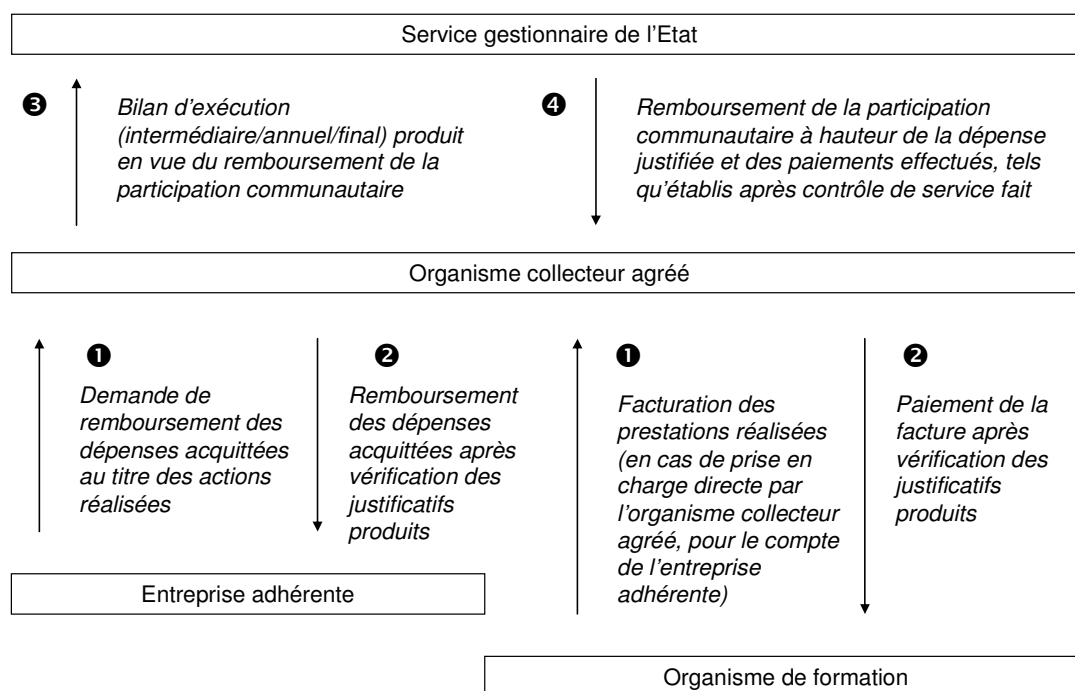 Service gestionnaire de l'Etat
❸
Bilan d'exécution
(intermédiaire/annuel/final) produit
en vue du remboursement de la
participation communautaire
❹
Remboursement de la participation
communautaire à hauteur de la dépense
justifiée et des paiements effectués, tels
qu'établis après contrôle de service fait
Organisme collecteur agréé
❶
Demande de
remboursement des
dépenses acquittées
au titre des actions
réalisées
❷
Remboursement
des dépenses
acquittées après
vérification des
justificatifs
produits
❶
Facturation des
prestations réalisées
(en cas de prise en
charge directe par
l'organisme collecteur
agréé, pour le compte
de l'entreprise
adhérente)
❷
Paiement de la
facture après
vérification des
justificatifs
produits
Entreprise adhérente
Organisme de formation